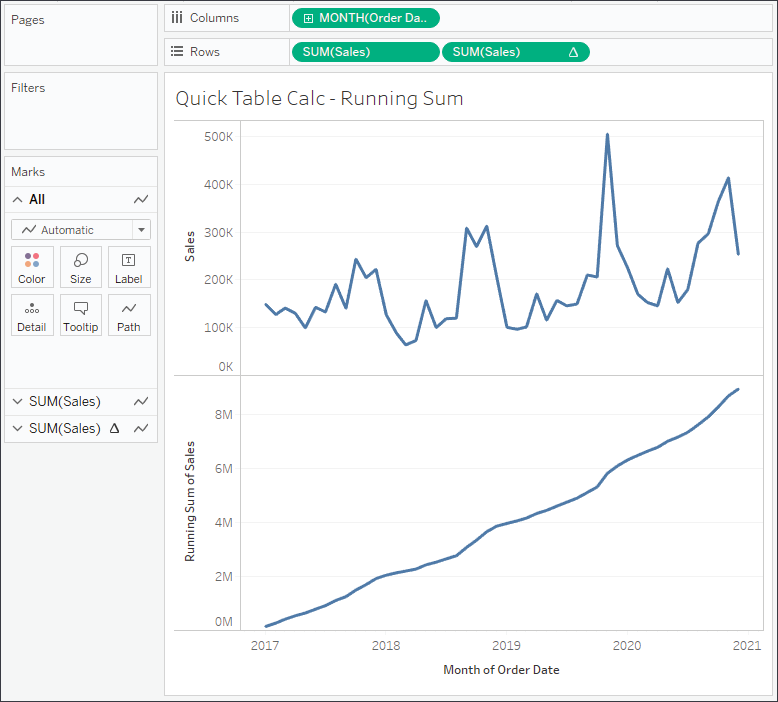 Pages
Columns
MONTH(Order Da..
Rows
SUM(Sales)
SUM(Sales) Δ
Filters
Marks
All
Automatic
Color
Size
Label
Detail
Tooltip
Path
SUM(Sales)
SUM(Sales) Δ
Quick Table Calc - Running Sum
Sales
500K
400K
300K
200K
100K
0K
Running Sum of Sales
8M
6M
4M
2M
0M
2017
2018
2019
2020
2021
Month of Order Date